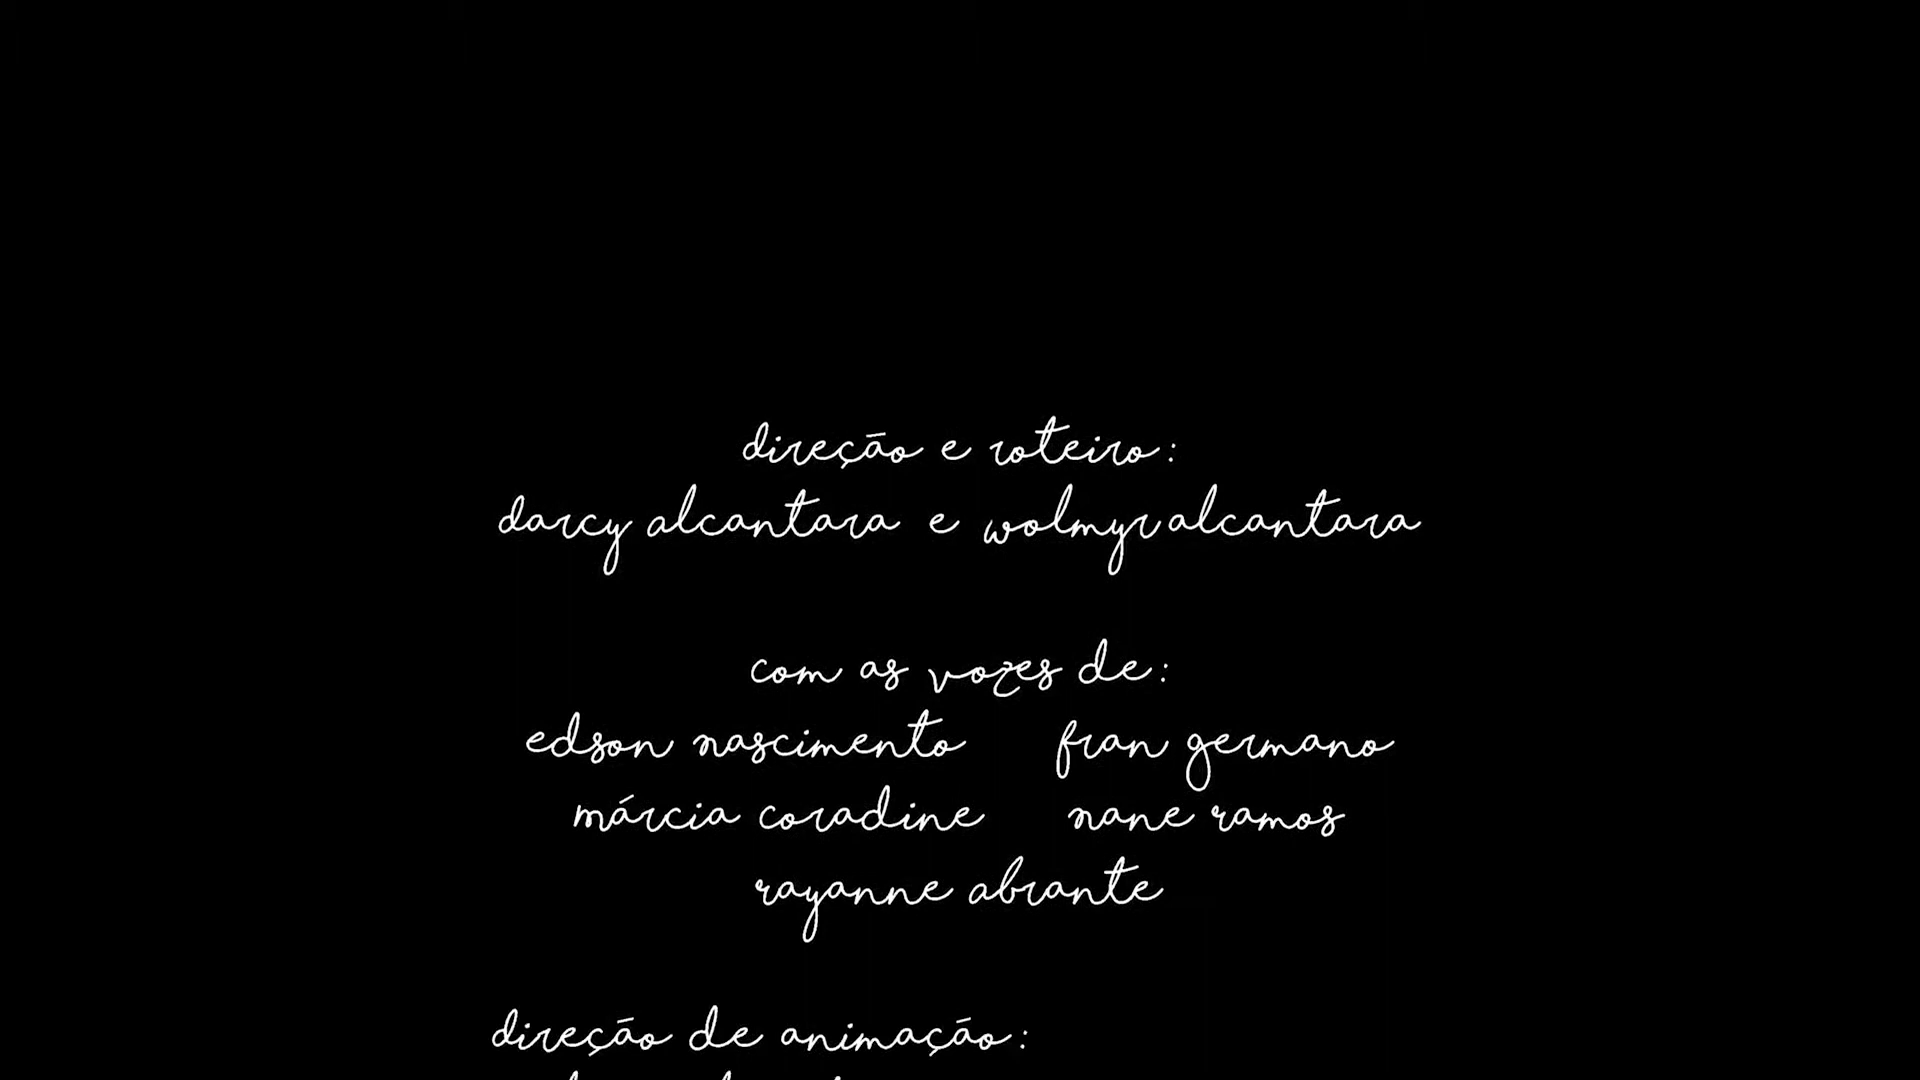 direção e roteiro:
darcy alcantara e wolmyr alcantara
com as vozes de:
edson nascimento fran germano
márcia coradine nane ramos
rayanne abrante
direção de animação: